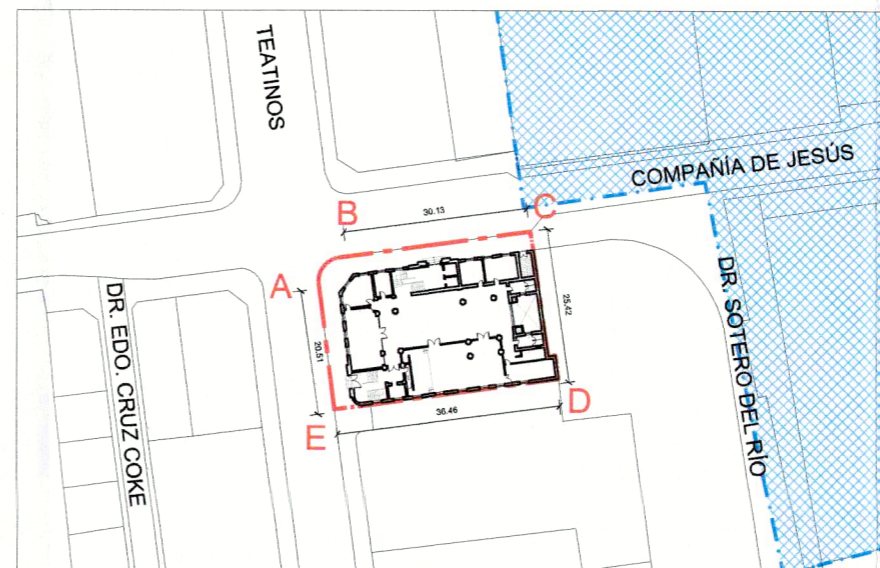 TEATINOS
COMPAÑÍA DE JESÚS
B
30.13
C
A
DR. EDO. CRUZ COKE
20.51
25.42
DR. SOTERO DEL RÍO
D
36.46
E